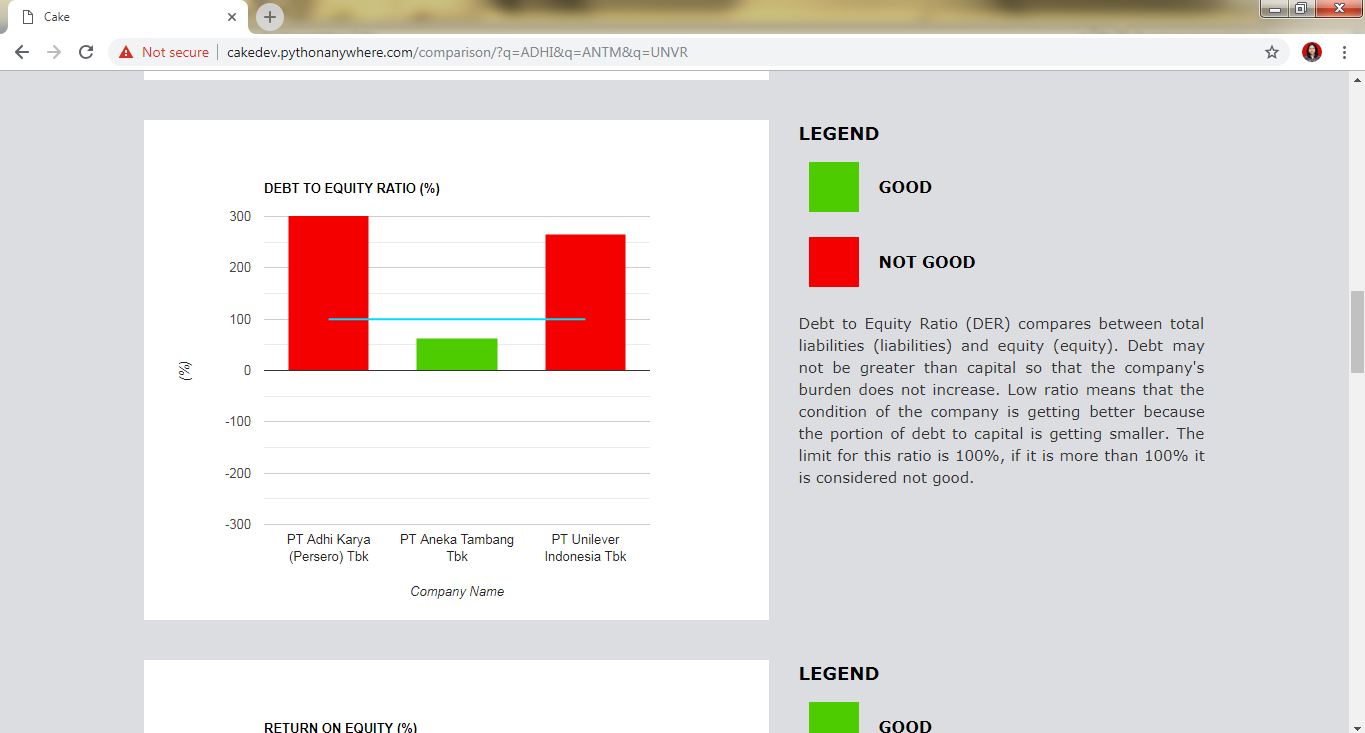 Cake
Not secure
cakedev.pythonanywhere.com/comparison/?q=ADHI&q=ANTM&q=UNVR
DEBT TO EQUITY RATIO (%)
300
200
100
0
-100
-200
-300
(%)
PT Adhi Karya
(Persero) Tbk
PT Aneka Tambang
Tbk
PT Unilever
Indonesia Tbk
Company Name
LEGEND
GOOD
NOT GOOD
Debt to Equity Ratio (DER) compares between total
liabilities (liabilities) and equity (equity). Debt may
not be greater than capital so that the company's
burden does not increase. Low ratio means that the
condition of the company is getting better because
the portion of debt to capital is getting smaller. The
limit for this ratio is 100%, if it is more than 100% it
is considered not good.
RETURN ON EQUITY (%)
LEGEND
GOOD